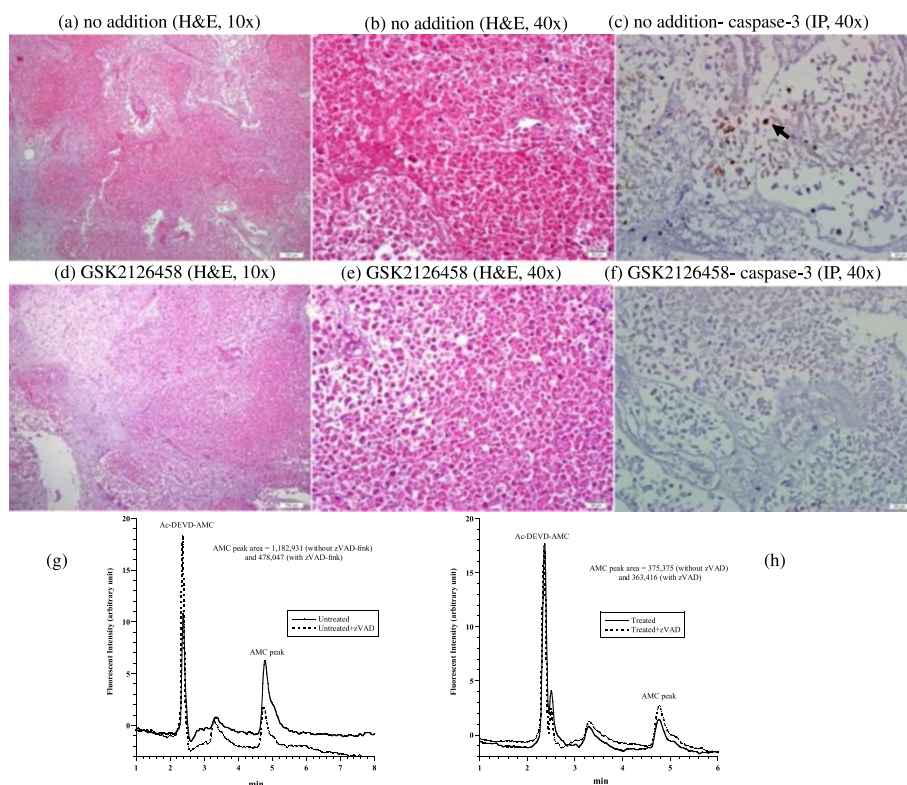 (a) no addition (H&E, 10x)
(b) no addition (H&E, 40x)
(c) no addition- caspase-3 (IP, 40x)
(d) GSK2126458 (H&E, 10x)
(e) GSK2126458 (H&E, 40x)
(f) GSK2126458- caspase-3 (IP, 40x)
(g)
20
15
10
5
0
Fluorescent Intensity (arbitrary unit)
Ac-DEVD-AMC
AMC peak area = 1,182,931 (without zVAD-fmk)
and 478,047 (with zVAD-fmk)
Untreated
Untreated+zVAD
AMC peak
1 2 3 4 5 6 7 8
min
(h)
20
15
10
5
0
Fluorescent Intensity (arbitrary unit)
Ac-DEVD-AMC
AMC peak area = 375,375 (without zVAD)
and 363,416 (with zVAD)
Treated
Treated+zVAD
AMC peak
1 2 3 4 5 6
min